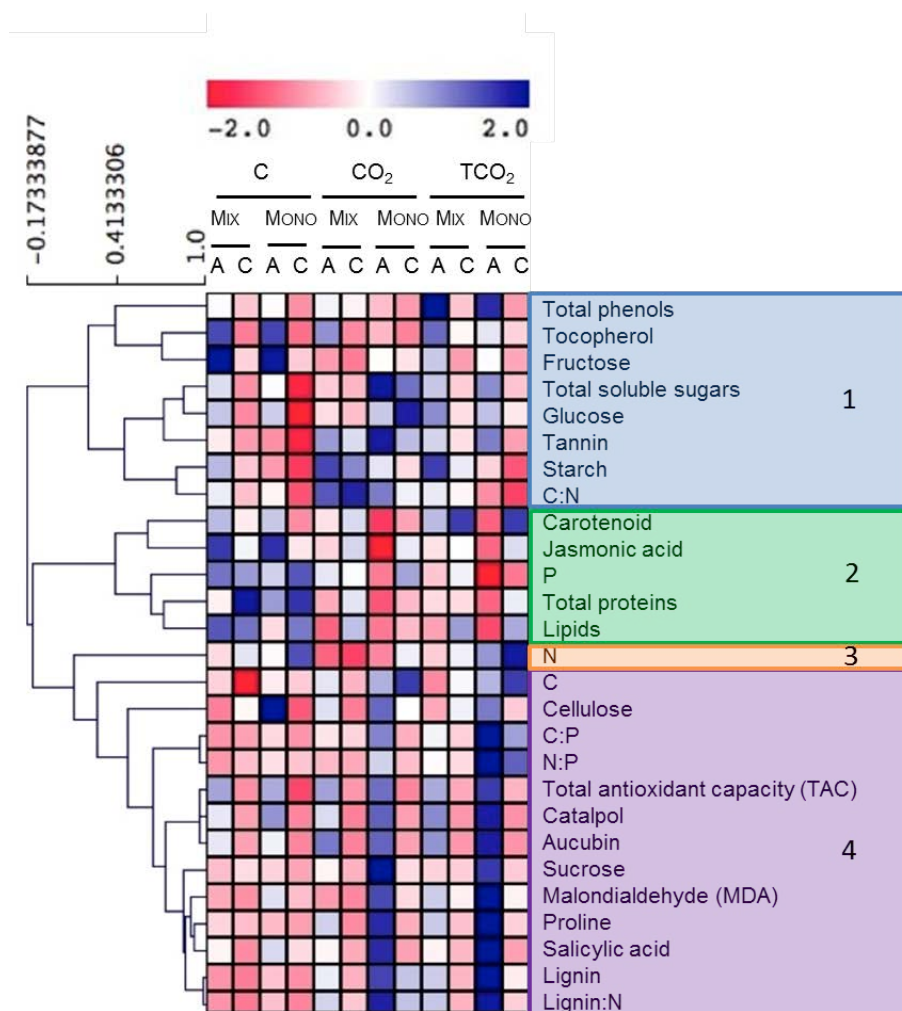 -2.0 0.0 2.0
-0.17333877
0.4133306
1.0
C CO₂ TCO₂
MIX MONO MIX MONO MIX MONO
A C A C A C A C A C A C
Total phenols
Tocopherol
Fructose
Total soluble sugars
1
Glucose
Tannin
Starch
C:N
Carotenoid
Jasmonic acid
P
2
Total proteins
Lipids
N
3
C
Cellulose
C:P
N:P
Total antioxidant capacity (TAC)
Catalpol
Aucubin
4
Sucrose
Malondialdehyde (MDA)
Proline
Salicylic acid
Lignin
Lignin:N